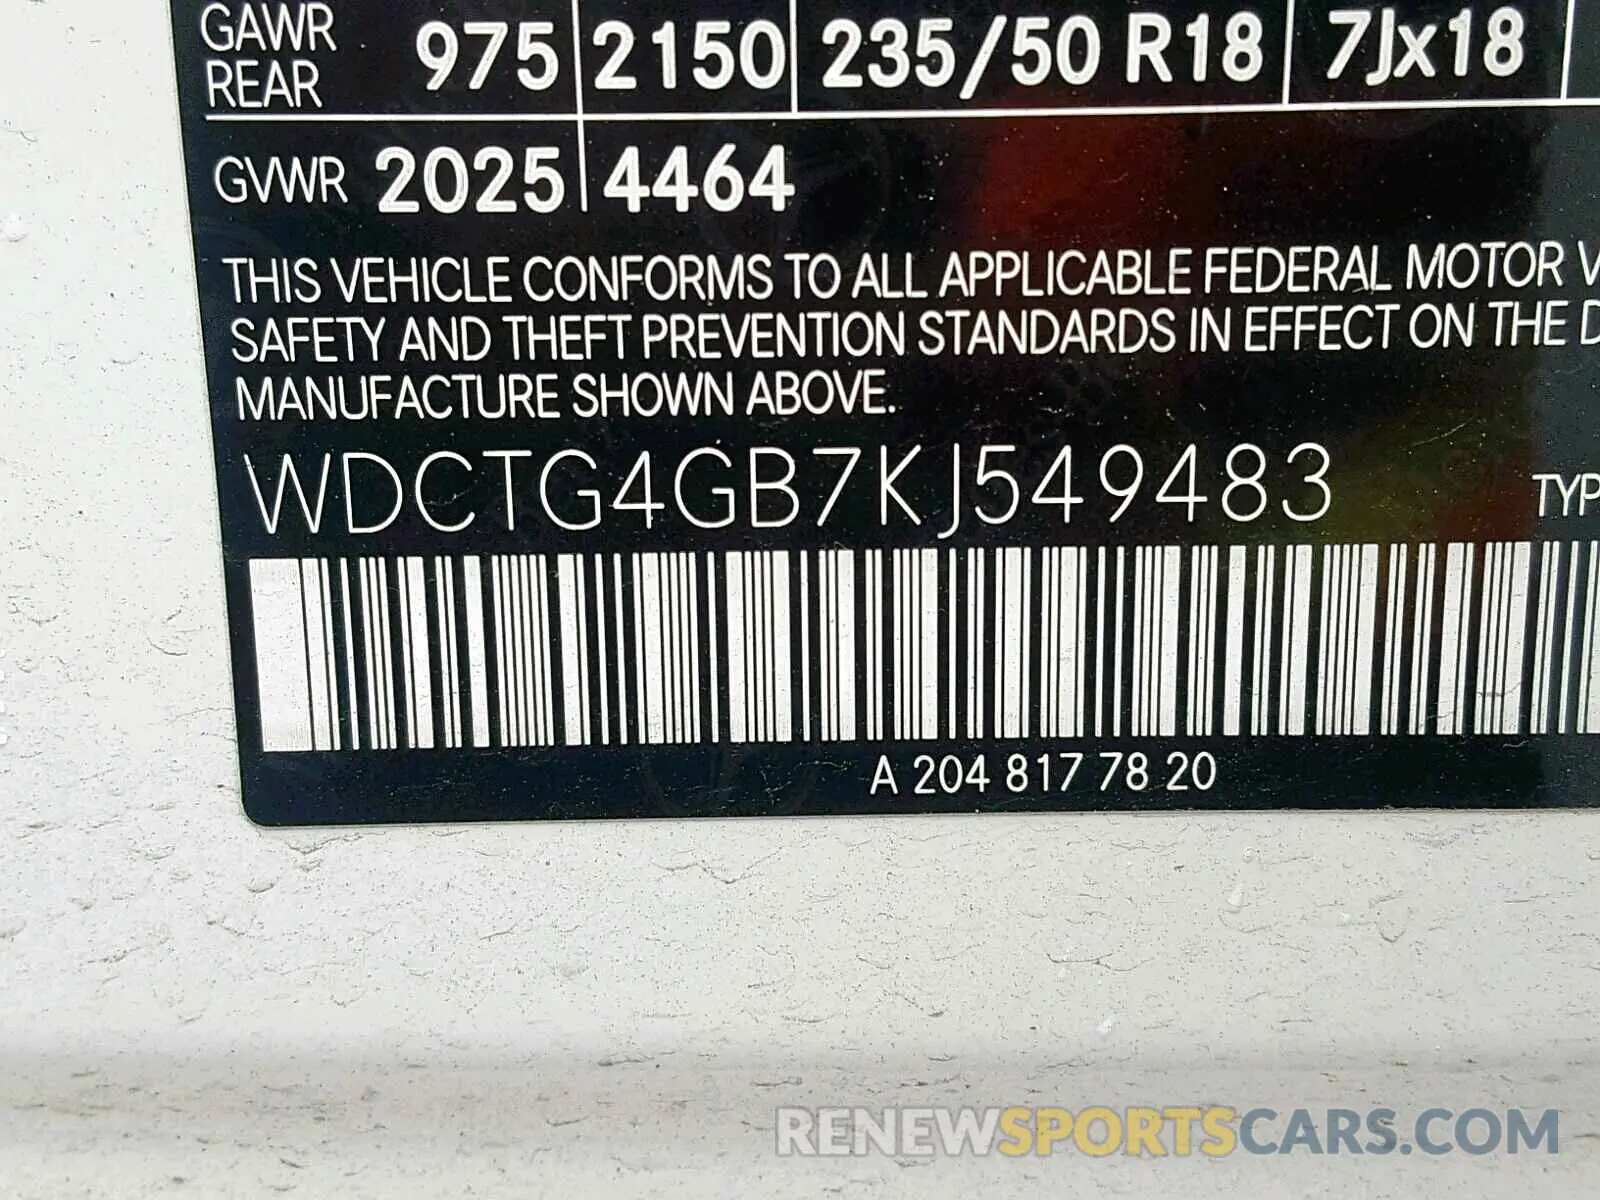 GAWR REAR 975 2150 235/50 R18 7Jx18
GVWR 2025 4464
THIS VEHICLE CONFORMS TO ALL APPLICABLE FEDERAL MOTOR V
SAFETY AND THEFT PREVENTION STANDARDS IN EFFECT ON THE D
MANUFACTURE SHOWN ABOVE.
WDCTG4GB7KJ549483 TYP
A 204 817 78 20
RENEWSPORTSCARS.COM